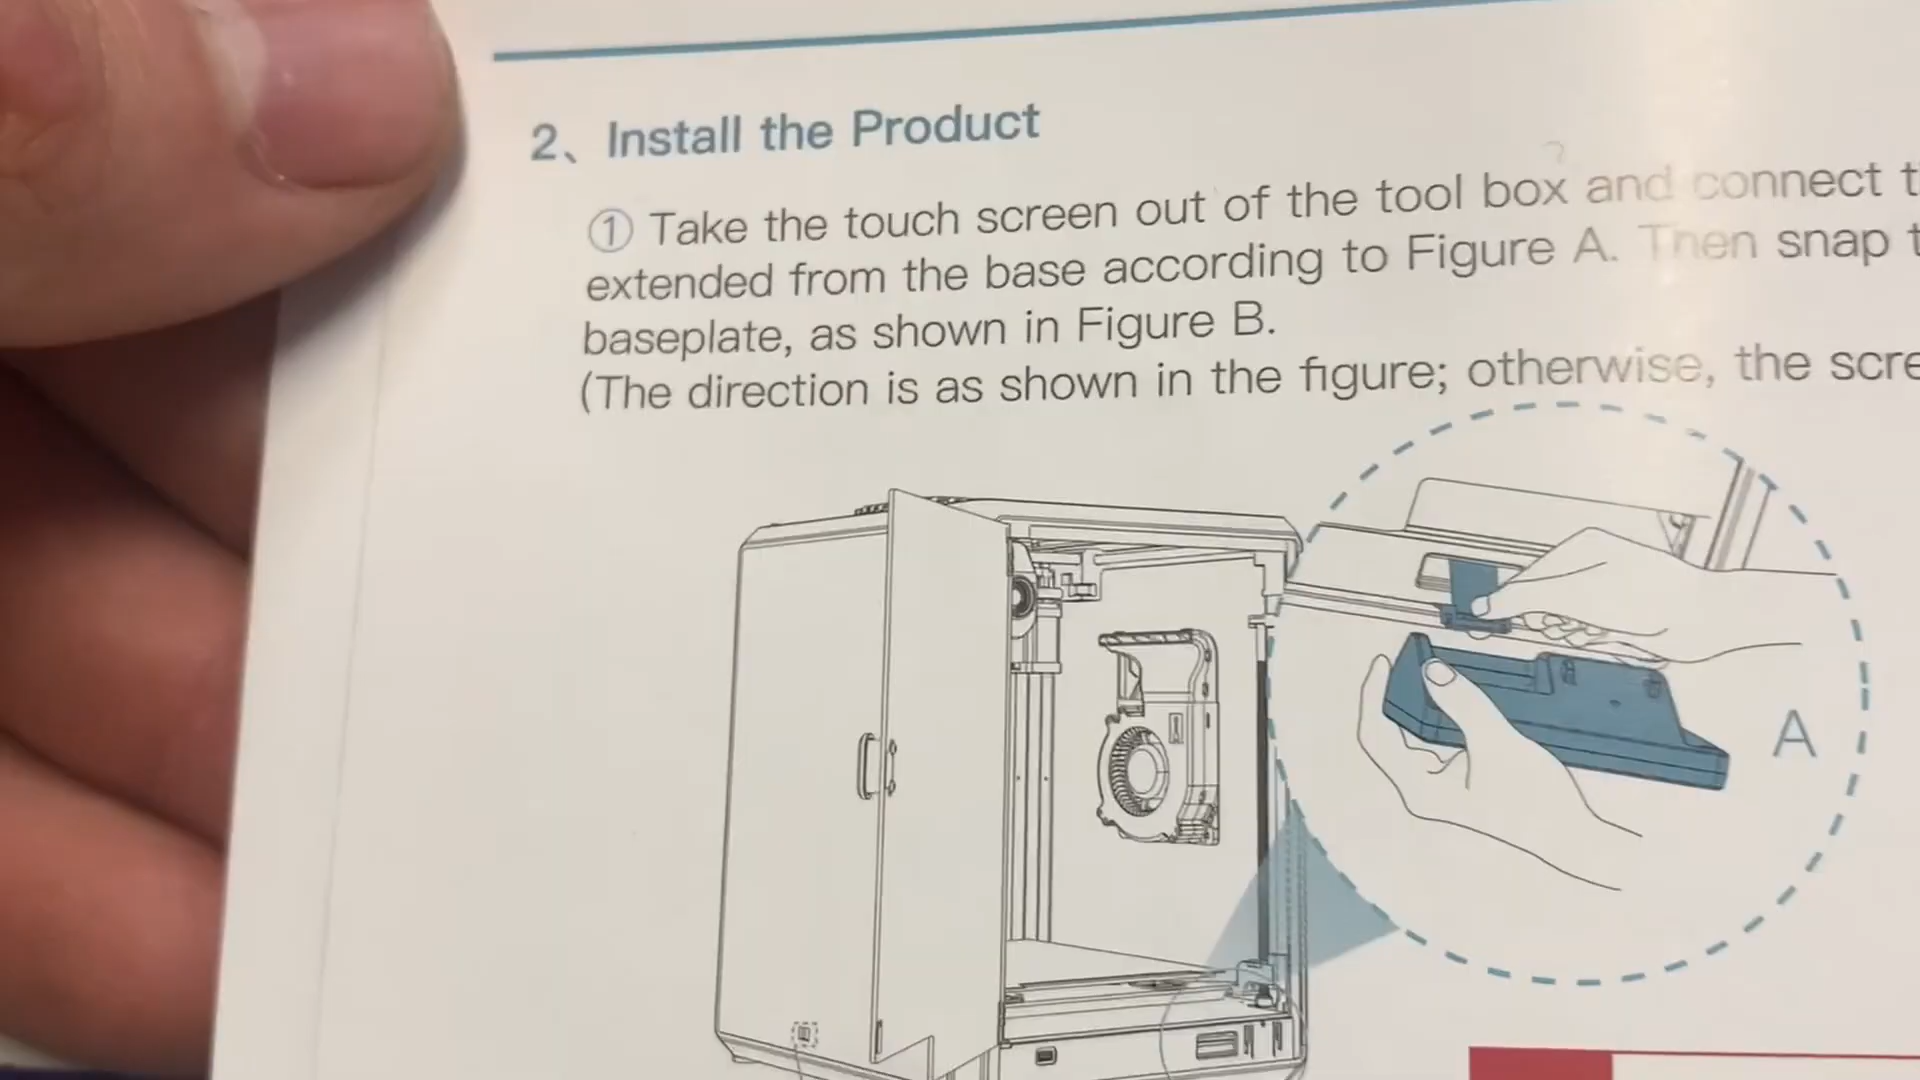 2、Install the Product
① Take the touch screen out of the tool box and connect
extended from the base according to Figure A. Then snap
baseplate, as shown in Figure B.
(The direction is as shown in the figure; otherwise, the
A